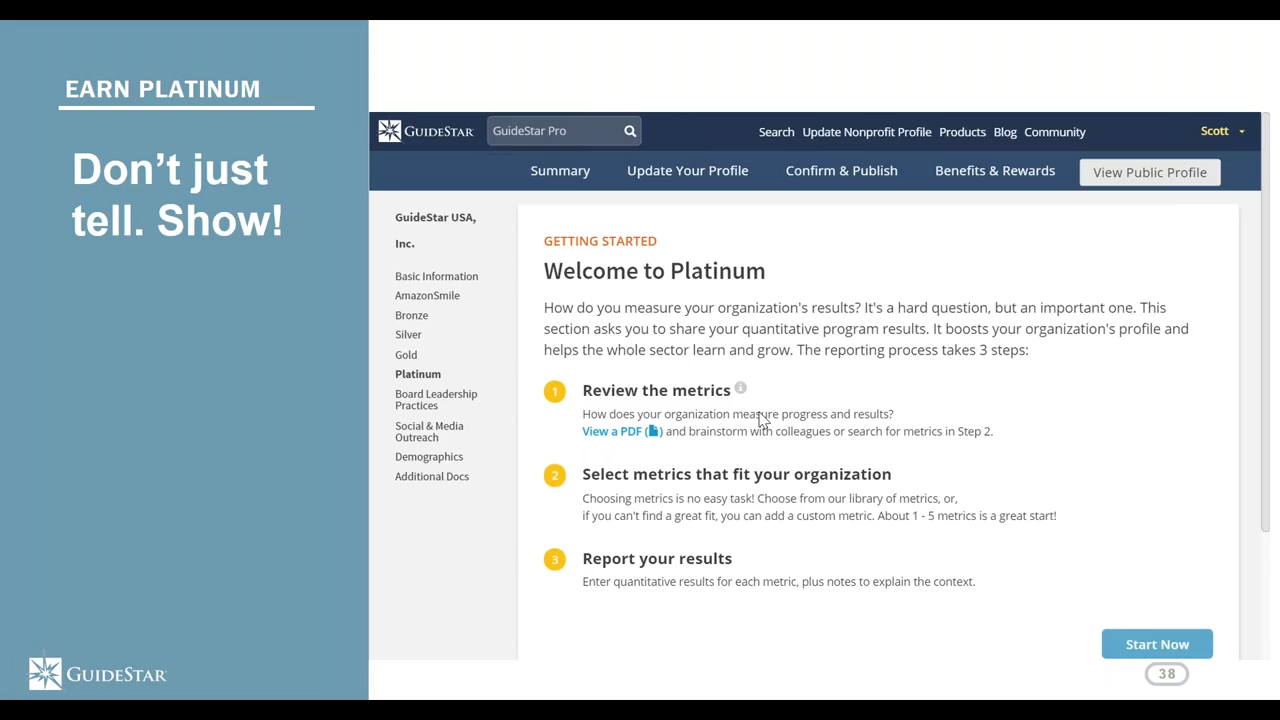 EARN PLATINUM
Don’t just
tell. Show!
GUIDESTAR
GuideStar Pro
Search Update Nonprofit Profile Products Blog Community
Scott
Summary Update Your Profile Confirm & Publish Benefits & Rewards View Public Profile
GuideStar USA,
Inc.
Basic Information
AmazonSmile
Bronze
Silver
Gold
Platinum
Board Leadership
Practices
Social & Media
Outreach
Demographics
Additional Docs
GETTING STARTED
Welcome to Platinum
How do you measure your organization's results? It's a hard question, but an important one. This
section asks you to share your quantitative program results. It boosts your organization's profile and
helps the whole sector learn and grow. The reporting process takes 3 steps:
1 Review the metrics i
How does your organization measure progress and results?
View a PDF ( ) and brainstorm with colleagues or search for metrics in Step 2.
2 Select metrics that fit your organization
Choosing metrics is no easy task! Choose from our library of metrics, or,
if you can't find a great fit, you can add a custom metric. About 1 - 5 metrics is a great start!
3 Report your results
Enter quantitative results for each metric, plus notes to explain the context.
Start Now
GUIDESTAR
38